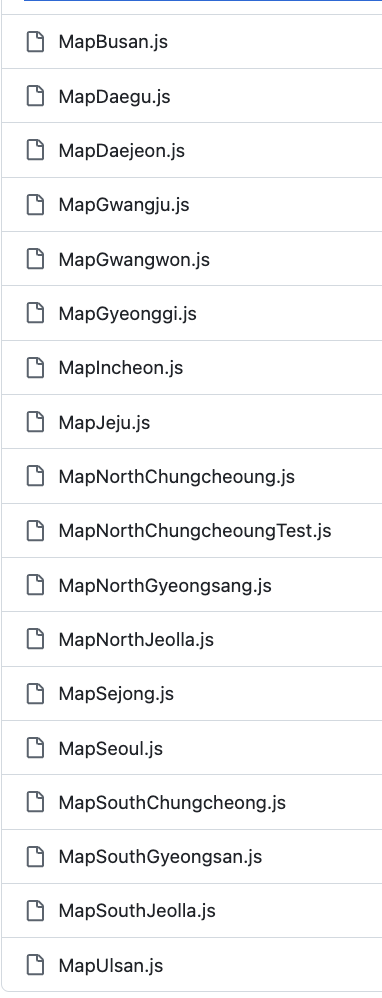 MapBusan.js
MapDaegu.js
MapDaejeon.js
MapGwangju.js
MapGwangwon.js
MapGyeonggi.js
MapIncheon.js
MapJeju.js
MapNorthChungcheoung.js
MapNorthChungcheoungTest.js
MapNorthGyeongsang.js
MapNorthJeolla.js
MapSejong.js
MapSeoul.js
MapSouthChungcheong.js
MapSouthGyeongsan.js
MapSouthJeolla.js
MapUlsan.js